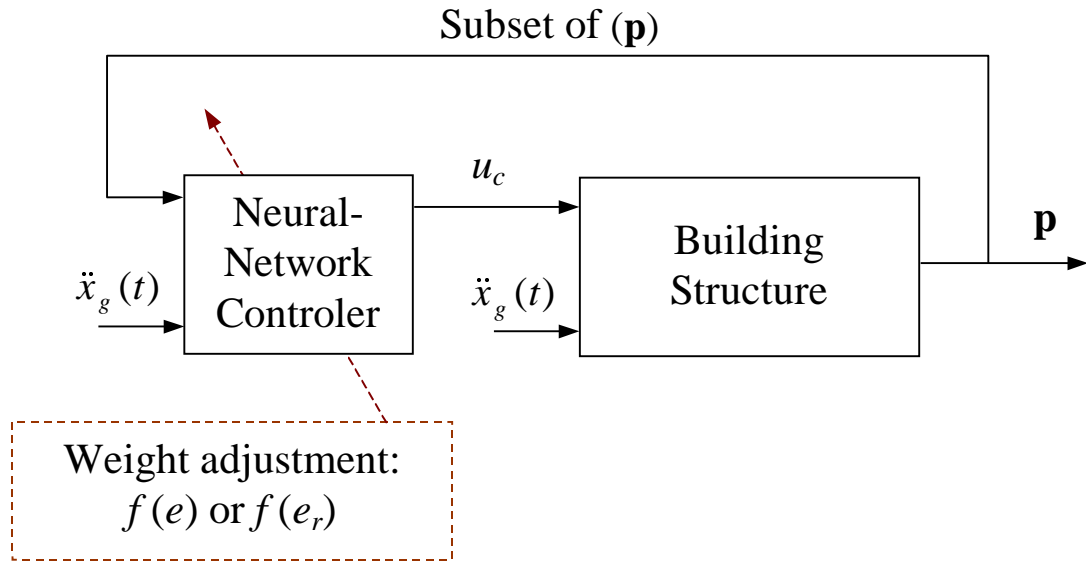 Subset of (p)
u_c
Neural-
Network
Controler
ẍ_g (t)
ẍ_g (t)
Building
Structure
p
Weight adjustment:
f (e) or f (e_r)